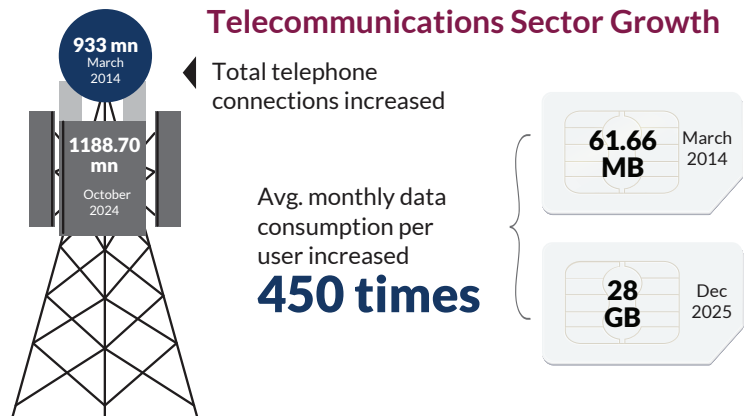 Telecommunications Sector Growth
933 mn
March
2014
Total telephone
connections increased
1188.70
mn
October
2024
Avg. monthly data
consumption per
user increased
450 times
61.66
MB
March
2014
28
GB
Dec
2025